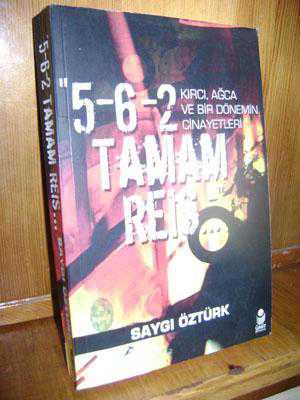 "5-6-2
KIRCI, AĞCA
VE BİR DÖNEMİN
CİNAYETLERİ
TAMAM
REİS...
SAYGI ÖZTÜRK
"5-6-2 TAMAM REİS...
SAYGI